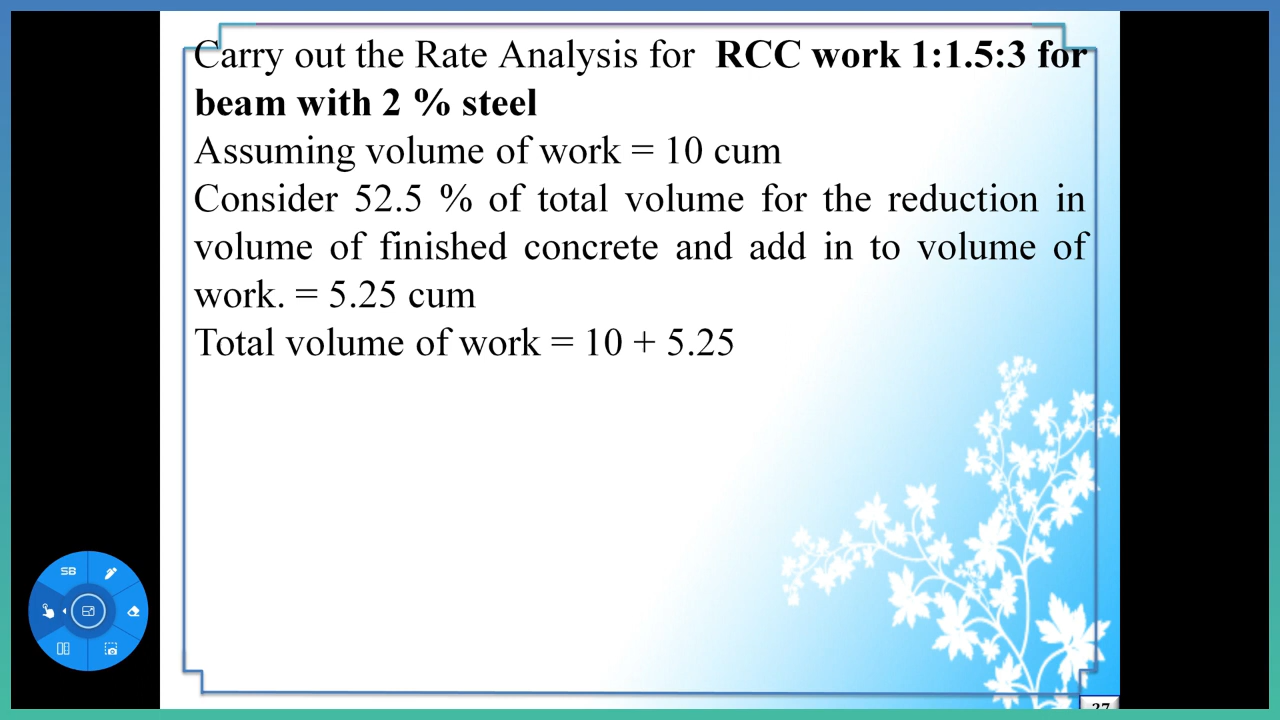 Carry out the Rate Analysis for RCC work 1:1.5:3 for
beam with 2 % steel
Assuming volume of work = 10 cum
Consider 52.5 % of total volume for the reduction in
volume of finished concrete and add in to volume of
work. = 5.25 cum
Total volume of work = 10 + 5.25
SB
27